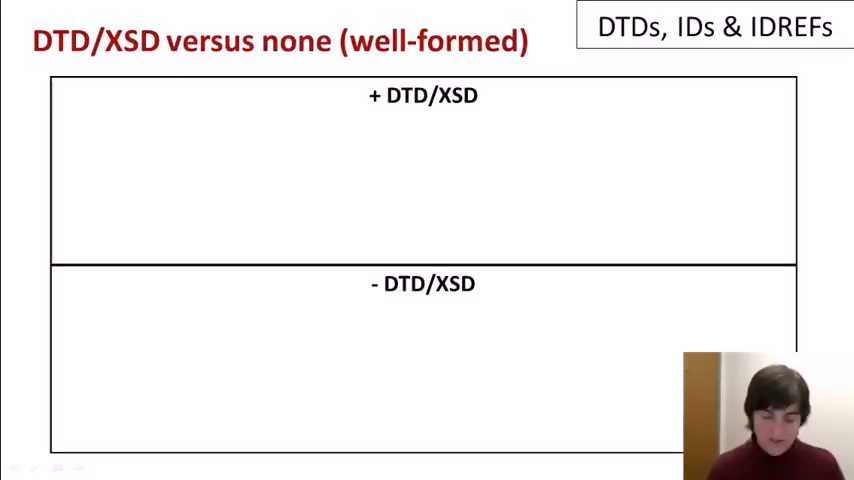 DTD/XSD versus none (well-formed)
DTDs, IDs & IDREFs
+ DTD/XSD
- DTD/XSD